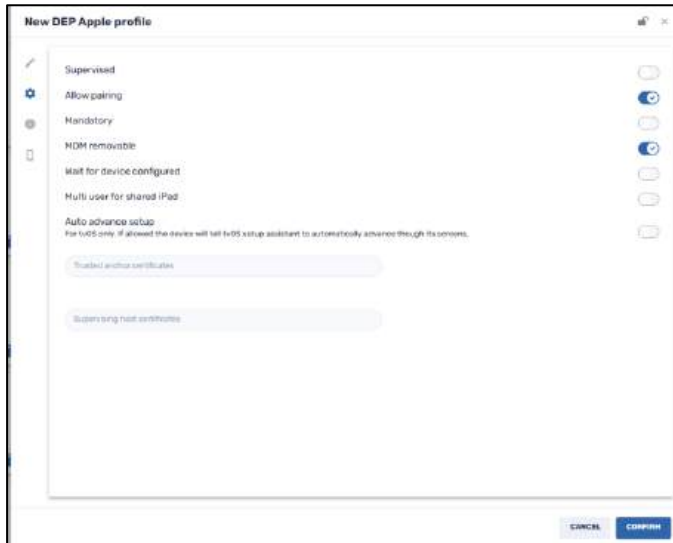 New DEP Apple profile
Supervised
Allow pairing
Mandatory
MDM removable
Wait for device configured
Multi user for shared iPad
Auto advance setup
For tvOS only. If allowed the device will tell tvOS setup assistant to automatically advance though its screens.
Trusted anchor certificates
Supervising host certificates
CANCEL
CONFIRM